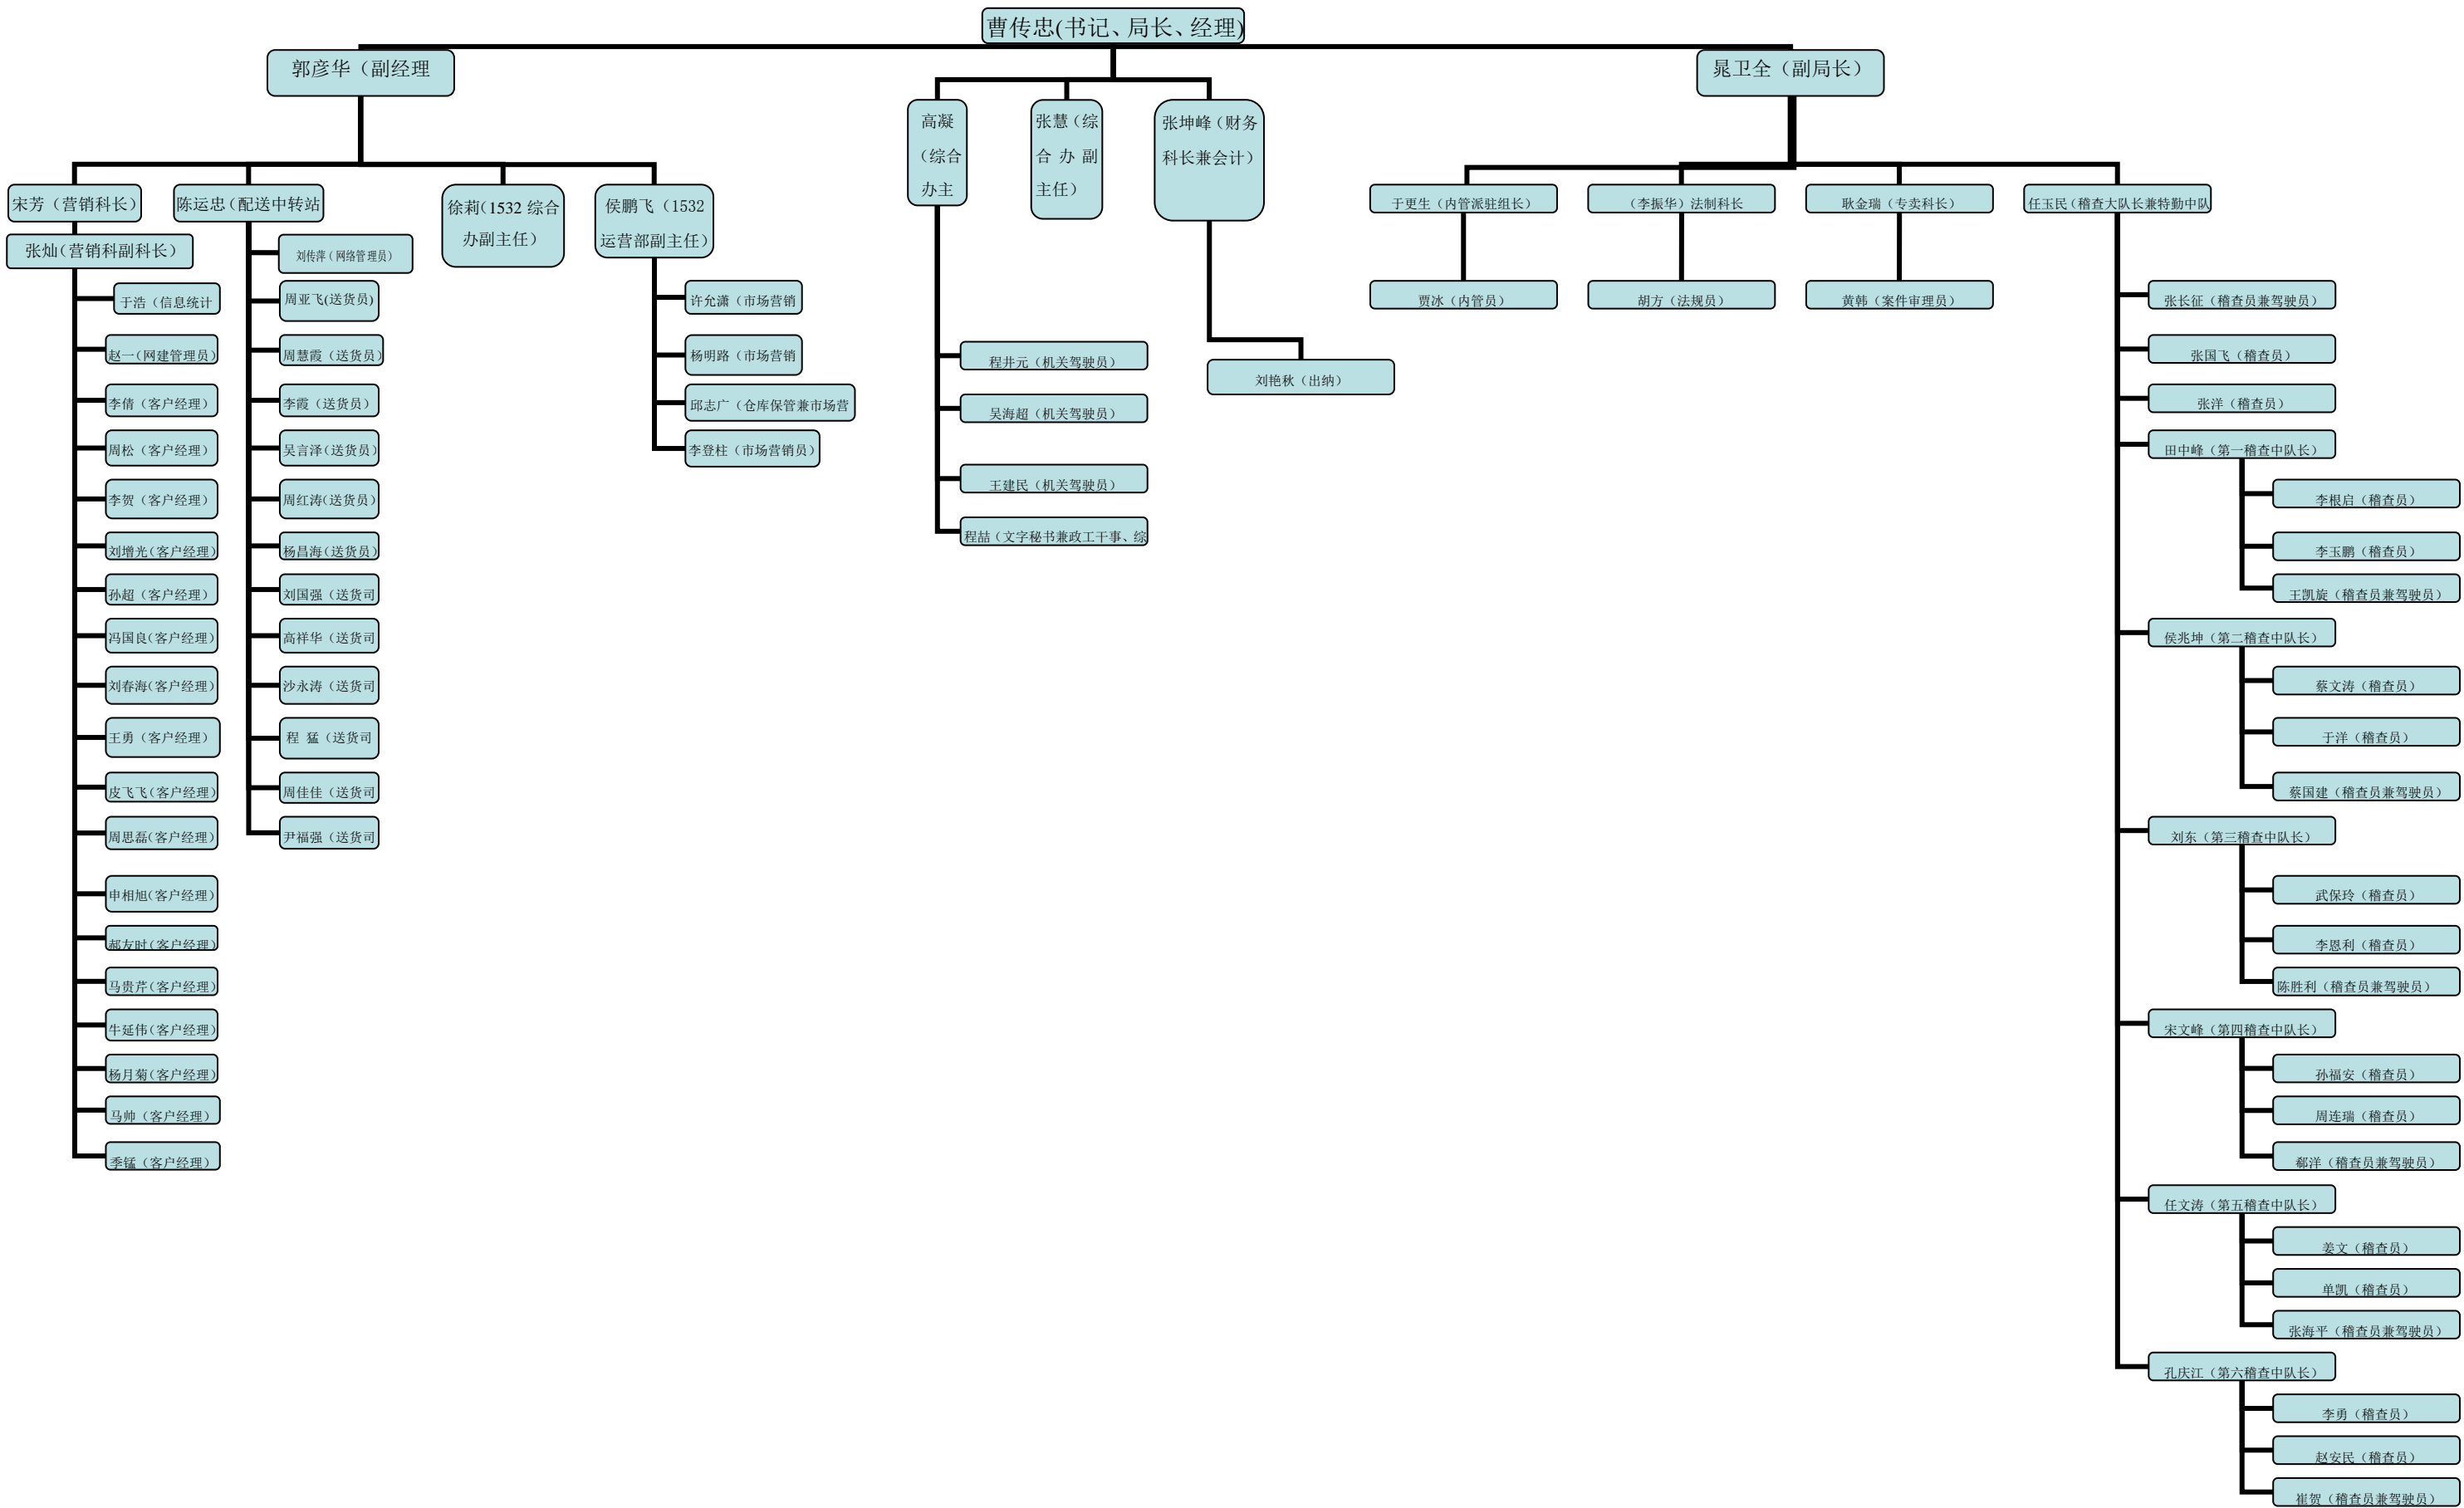 曹传忠(书记、局长、经理)
郭彦华（副经理
晁卫全（副局长）
高凝
（综合
办主
张慧（综
合 办 副
主任）
张坤峰（财务
科长兼会计）
宋芳（营销科长）
陈运忠（配送中转站
徐莉（1532 综合
办副主任）
侯鹏飞（1532
运营部副主任）
于更生（内管派驻组长）
（李振华）法制科长
耿金瑞（专卖科长）
任玉民（稽查大队长兼特勤中队
张灿（营销科副科长）
于浩（信息统计
赵一（网建管理员）
李倩（客户经理）
周松（客户经理）
李贺（客户经理）
刘增光（客户经理）
孙超（客户经理）
冯国良（客户经理）
刘春海（客户经理）
王勇（客户经理）
皮飞飞（客户经理）
周思磊（客户经理）
申相旭（客户经理）
郝友时（客户经理）
马贵芹（客户经理）
牛延伟（客户经理）
杨月菊（客户经理）
马帅（客户经理）
季锰（客户经理）
刘传萍（网络管理员）
周亚飞(送货员)
周慧霞（送货员）
李霞（送货员）
吴言泽（送货员）
周红涛（送货员）
杨昌海（送货员）
刘国强（送货司
高祥华（送货司
沙永涛（送货司
程 猛（送货司
周佳佳（送货司
尹福强（送货司
许允潇（市场营销
杨明路（市场营销
邱志广（仓库保管兼市场营
李登柱（市场营销员）
程井元（机关驾驶员）
吴海超（机关驾驶员）
王建民（机关驾驶员）
程喆（文字秘书兼政工干事、综
刘艳秋（出纳）
贾冰（内管员）
胡方（法规员）
黄韩（案件审理员）
张长征（稽查员兼驾驶员）
张国飞（稽查员）
张洋（稽查员）
田中峰（第一稽查中队长）
李根启（稽查员）
李玉鹏（稽查员）
王凯旋（稽查员兼驾驶员）
侯兆坤（第二稽查中队长）
蔡文涛（稽查员）
于洋（稽查员）
蔡国建（稽查员兼驾驶员）
刘东（第三稽查中队长）
武保玲（稽查员）
李恩利（稽查员）
陈胜利（稽查员兼驾驶员）
宋文峰（第四稽查中队长）
孙福安（稽查员）
周连瑞（稽查员）
郗洋（稽查员兼驾驶员）
任文涛（第五稽查中队长）
姜文（稽查员）
单凯（稽查员）
张海平（稽查员兼驾驶员）
孔庆江（第六稽查中队长）
李勇（稽查员）
赵安民（稽查员）
崔贺（稽查员兼驾驶员）